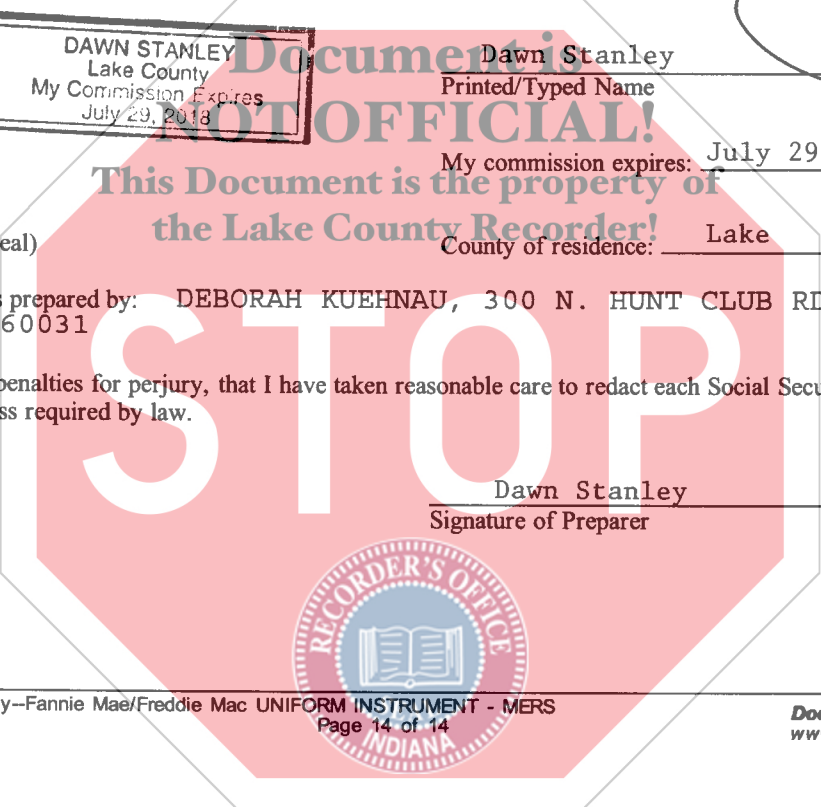 DAWN STANLEY
Lake County
My Commission Expires
July 29, 2018
Document is
NOT OFFICIAL!
This Document is the property of
the Lake County Recorder!
STOP
Dawn Stanley
Printed/Typed Name
My commission expires: July 29
eal)
County of residence: Lake
s prepared by: DEBORAH KUEHNAU, 300 N. HUNT CLUB RD
60031
penalties for perjury, that I have taken reasonable care to redact each Social Secu
ss required by law.
Dawn Stanley
Signature of Preparer
RECORDER'S OFFICE
INDIANA
y--Fannie Mae/Freddie Mac UNIFORM INSTRUMENT - MERS
Page 14 of 14
Doc
ww